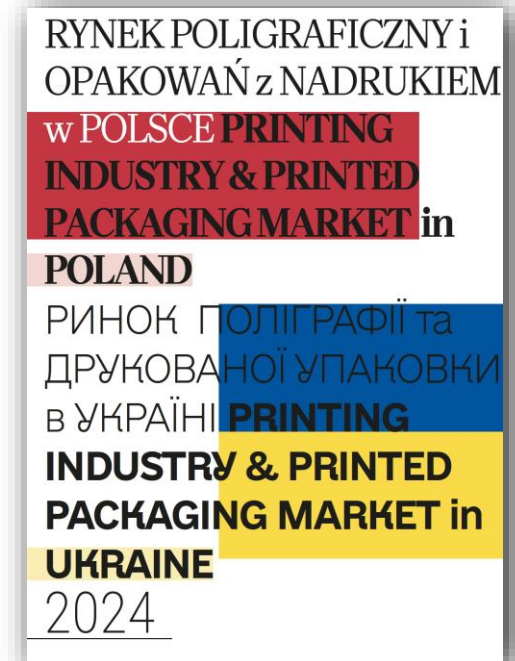 RYNEK POLIGRAFICZNY i
OPAKOWAŃ z NADRUKIEM
w POLSCE PRINTING
INDUSTRY & PRINTED
PACKAGING MARKET in
POLAND
РИНОК ПОЛІГРАФІЇ та
ДРУКОВАНОЇ УПАКОВКИ
в УКРАЇНІ PRINTING
INDUSTRY & PRINTED
PACKAGING MARKET in
UKRAINE
2024